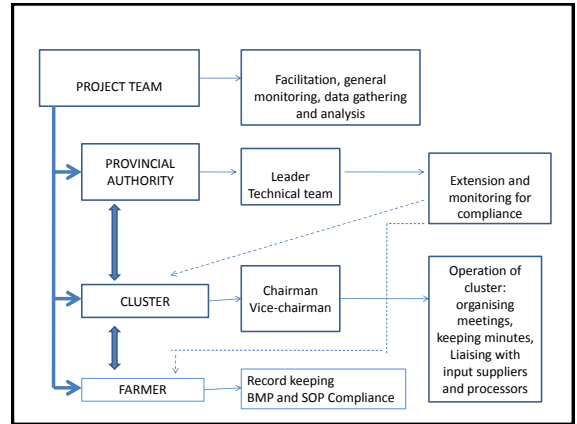 PROJECT TEAM
Facilitation, general
monitoring, data gathering
and analysis
PROVINCIAL
AUTHORITY
Leader
Technical team
Extension and
monitoring for
compliance
CLUSTER
Chairman
Vice-chairman
Operation of
cluster:
organising
meetings,
keeping minutes,
Liaising with
input suppliers
and processors
FARMER
Record keeping
BMP and SOP Compliance